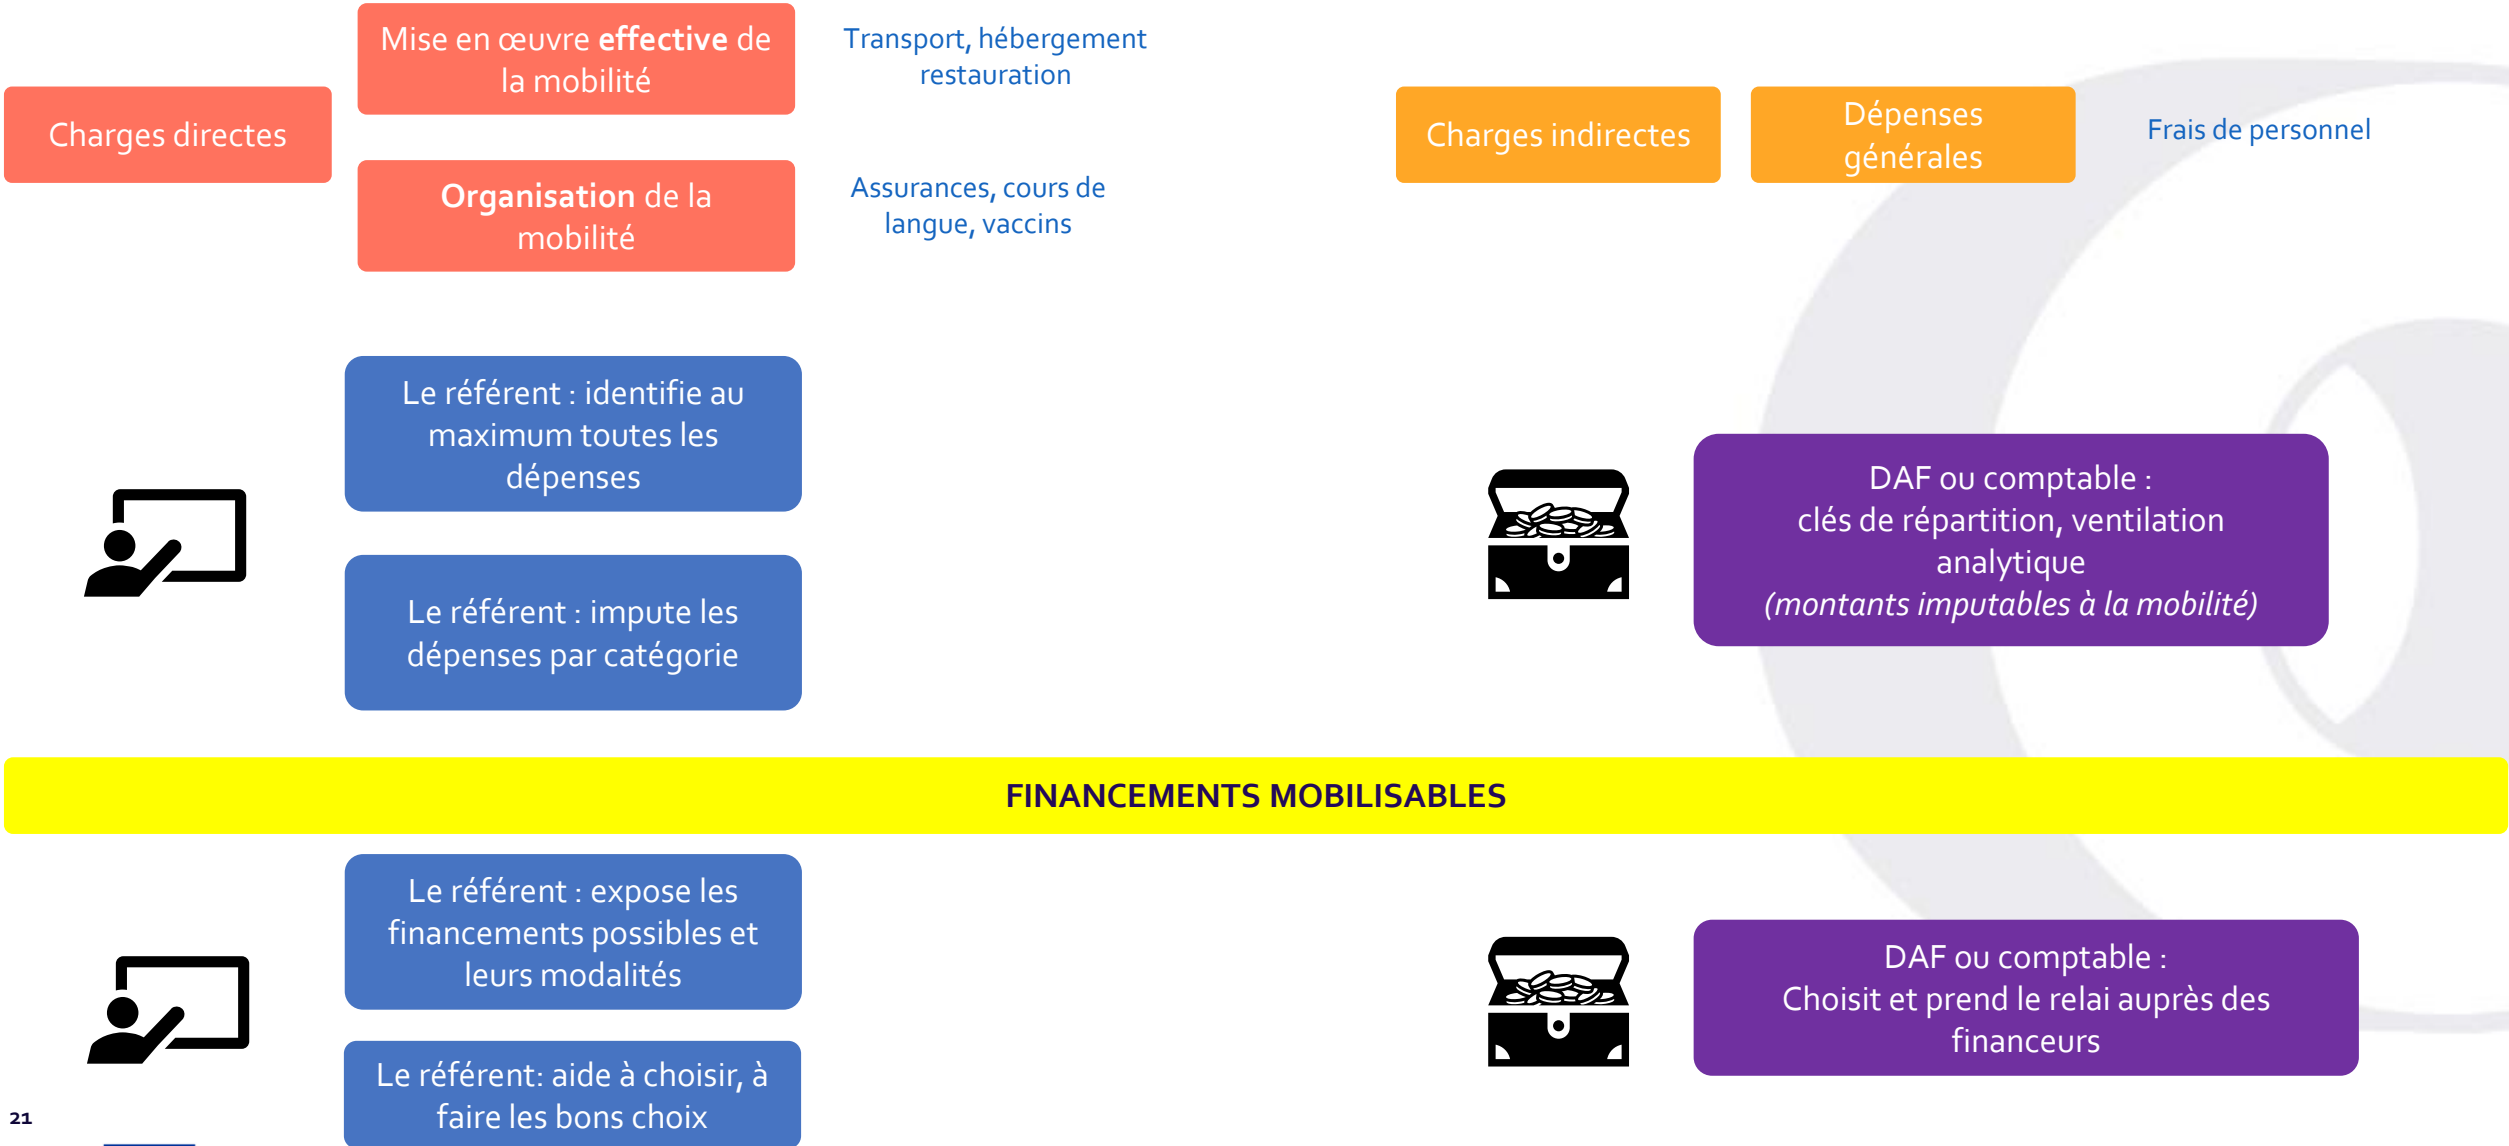 Mise en œuvre effective de
la mobilité
Transport, hébergement
restauration
Charges directes
Organisation de la
mobilité
Assurances, cours de
langue, vaccins
Charges indirectes
Dépenses
générales
Frais de personnel
Le référent : identifie au
maximum toutes les
dépenses
Le référent : impute les
dépenses par catégorie
DAF ou comptable :
clés de répartition, ventilation
analytique
(montants imputables à la mobilité)
FINANCEMENTS MOBILISABLES
Le référent : expose les
financements possibles et
leurs modalités
Le référent: aide à choisir, à
faire les bons choix
DAF ou comptable :
Choisit et prend le relai auprès des
financeurs
21